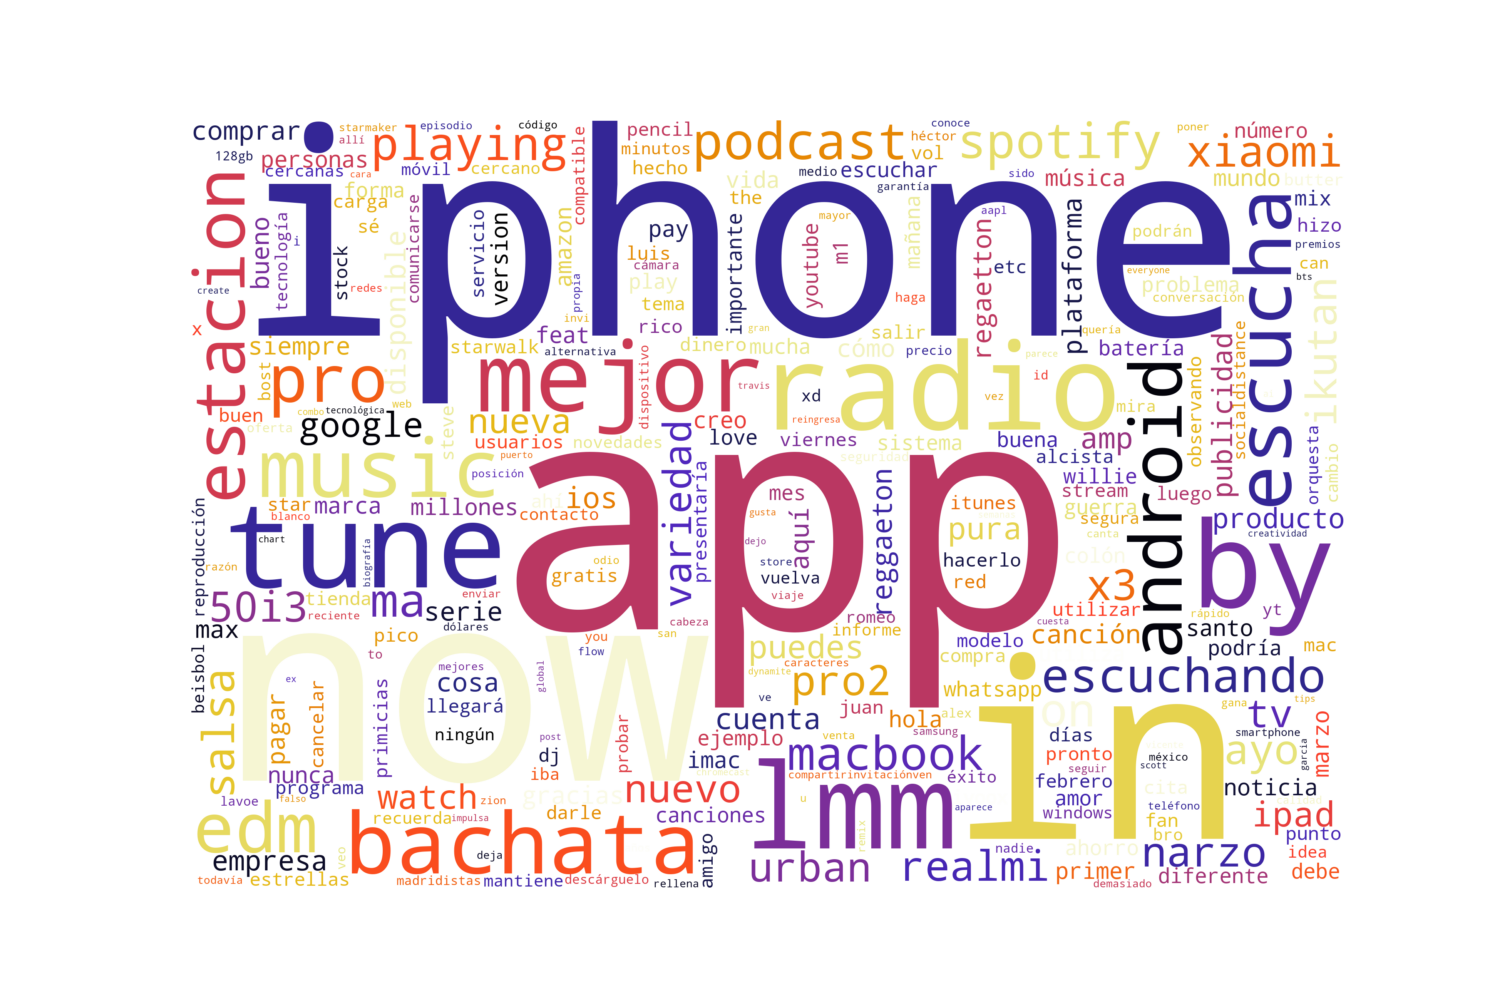 iphone
app
now
in
by
radio
mejor
tune
music
bachata
lmm
android
escucha
estacion
pro
edm
podcast
spotify
xiaomi
playing
escuchando
macbook
realmi
narzo
urban
ipad
tv
ayo
on
x3
50i3
ma
salsa
variedad
google
nueva
nuevo
watch
pro2
ikutan
publicidad
plataforma
regaetton
reggaeton
disponible
comprar
starmaker
episodio
código
allí
128gb
personas
cercanas
cara
móvil
cercano
compatible
pencil
minutos
hecho
héctor
vol
conoce
poner
número
mundo
butter
mix
hizo
premios
can
bts
medio
escuchar
garantía
música
vida
the
forma
carga
sé
bueno
tecnología
i
stock
redes
create
x
comunicarse
servicio
version
amazon
propia
invi
feat
luis
cámara
play
tema
rico
pay
importante
mayor
youtube
m1
mañana
aapl
sido
etc
haga
salir
podrán
everyone
problema
conversación
quería
batería
siempre
starwalk
alternativa
gran
dinero
mucha
cómo
precio
parece
id
bost
buen
oferta
combo
web
tecnológica
steve
usuarios
novedades
dispositivo
creo
travis
reingresa
xd
vez
mira
love
viernes
sistema
seguridad
buena
amp
alcista
observando
socialdistance
orquesta
cambio
star
marca
blanco
millones
puerto
posición
ios
contacto
presentaría
mes
gusta
aquí
dejo
itunes
pura
willie
stream
guerra
segura
canta
luego
producto
creatividad
chart
biografía
reproducción
razón
tienda
reciente
serie
enviar
dólares
odio
gratis
store
vuelva
viaje
hacerlo
red
colón
utilizar
yt
rápido
max
beisbol
pico
to
you
flow
san
cabeza
romeo
informe
puedes
caracteres
dynamite
modelo
cuesta
compra
canción
santo
podría
mac
mejores
cosa
llegará
ex
global
ve
juan
whatsapp
alex
gana
tips
pagar
cancelar
primicias
ningún
post
dj
iba
probar
cuenta
ejemplo
hola
samsung
venta
días
pronto
seguir
méxico
scott
smartphone
garcía
marzo
nunca
programa
lavoe
falso
imac
chromecast
compartirinvitaciónven
éxito
febrero
amor
windows
cita
teléfono
noticia
zion
gracias
recuerda
impulsa
darle
canciones
u
aparece
fan
bro
punto
empresa
veo
deja
amigo
remix
nadie
ahorro
idea
todavía
estrellas
madridistas
mantiene
descárguelo
rellena
primer
demasiado
diferente
debe